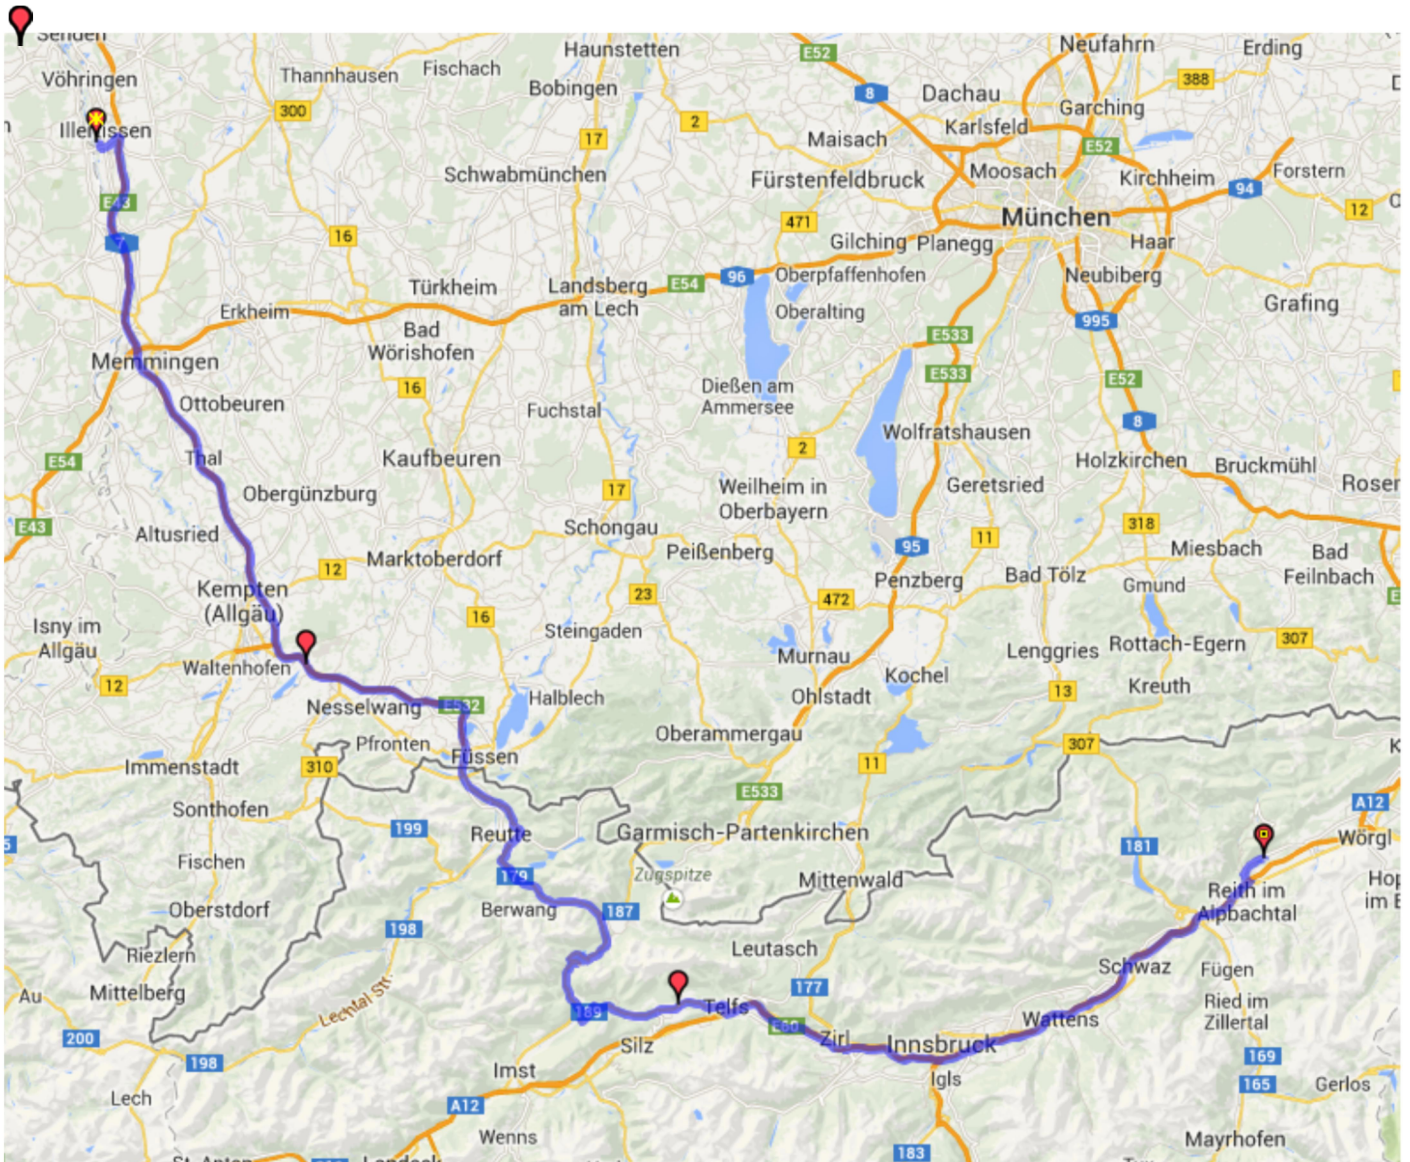 Senden
Haunstetten
E52
Neufahrn
Erding
Vöhringen
Thannhausen
Fischach
Bobingen
8
Dachau
388
300
Garching
Illertissen
2
Karlsfeld
17
Maisach
E52
Schwabmünchen
Fürstenfeldbruck
Moosach
Kirchheim
94
Forstern
E43
12
471
München
16
7
Gilching
Planegg
Haar
96
E54
Oberpfaffenhofen
Neubiberg
Türkheim
Landsberg
am Lech
Erkheim
Oberalting
Grafing
995
Bad
Wörishofen
E533
Memmingen
E533
E52
16
Dießen am
Ammersee
Ottobeuren
Fuchstal
8
Wolfratshausen
2
Thal
Kaufbeuren
E54
Holzkirchen
Bruckmühl
Obergünzburg
17
Weilheim in
Oberbayern
Geretsried
E43
Altusried
Schongau
318
11
Marktoberdorf
Peißenberg
95
Miesbach
Bad
Feilnbach
12
Kempten
(Allgäu)
23
472
Penzberg
Bad Tölz
Gmund
16
Isny im
Allgäu
Steingaden
307
Waltenhofen
Murnau
Lenggries
Rottach-Egern
12
Kochel
13
Kreuth
Nesselwang
E532
Halblech
Ohlstadt
Pfronten
Oberammergau
307
Füssen
Immenstadt
310
11
E533
A12
Sonthofen
199
Reutte
Garmisch-Partenkirchen
Wörgl
181
Fischen
179
Zugspitze
Mittenwald
Reith im
Alpbachtal
Oberstdorf
Berwang
187
198
Riezlern
Leutasch
Schwaz
Fügen
Mittelberg
Au
Lechtal Str.
177
Ried im
Zillertal
189
Telfs
E60
Wattens
200
Silz
Zirl
Innsbruck
198
169
Imst
Igls
165
Gerlos
Lech
A12
Wenns
183
Mayrhofen